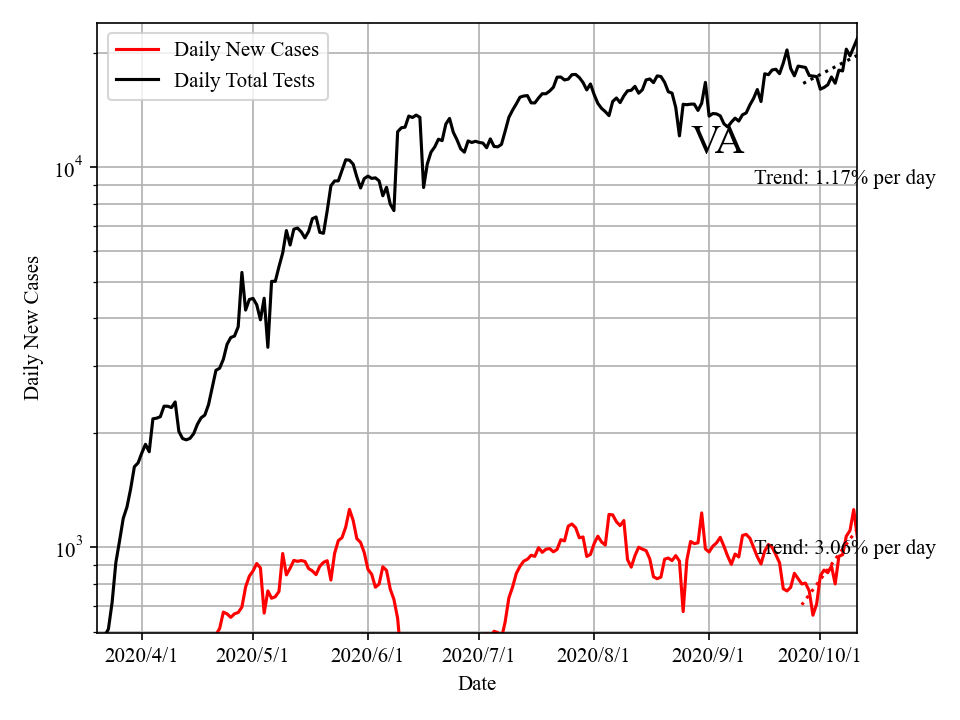 Daily New Cases
Daily Total Tests
VA
10^4
Trend: 1.17% per day
Daily New Cases
10^3
Trend: 3.06% per day
2020/4/1 2020/5/1 2020/6/1 2020/7/1 2020/8/1 2020/9/1 2020/10/1
Date